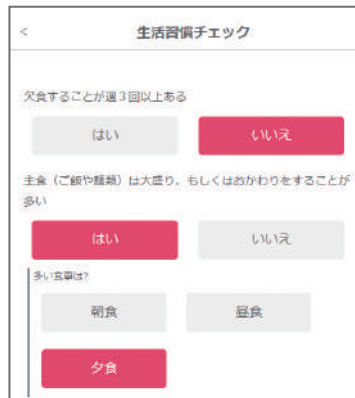 < 生活習慣チェック
欠食することが週3回以上ある
はい いいえ
主食（ご飯や麺類）は大盛り、もしくはおかわりをすることが
多い
はい いいえ
多い食事は?
朝食 昼食
夕食